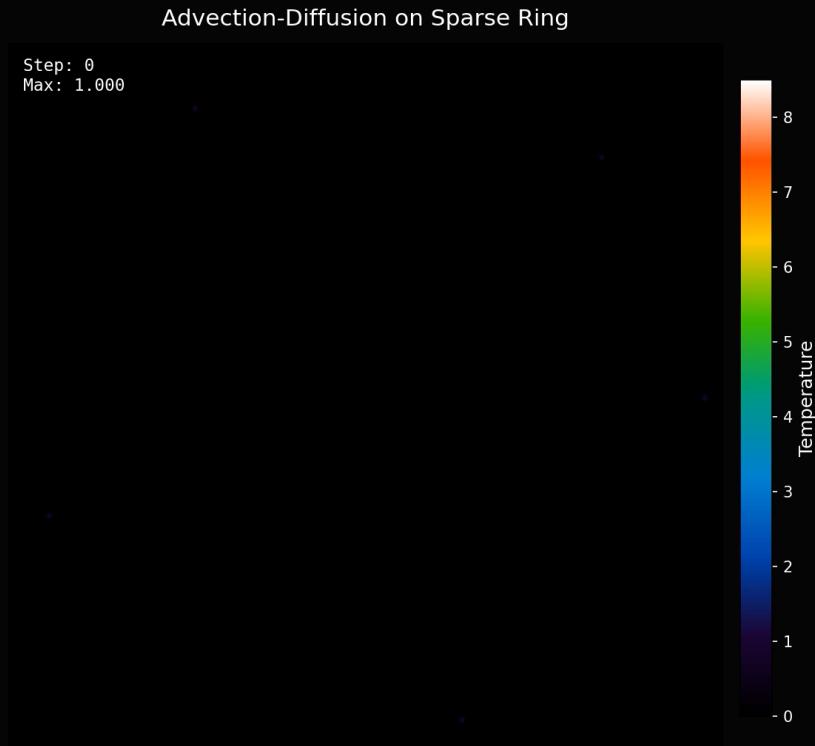 Advection-Diffusion on Sparse Ring
Step: 0
Max: 1.000
8
7
6
5
4
3
2
1
0
Temperature